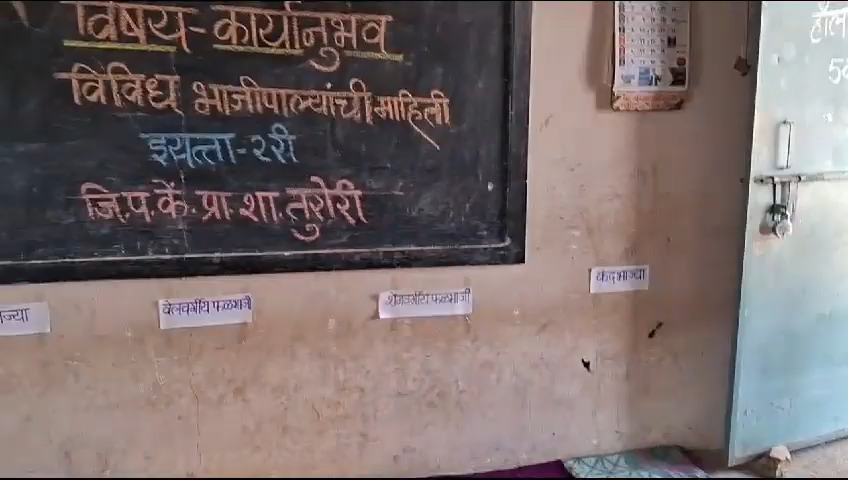 विषय-कार्यानुभव
विविध भाजीपाल्यांची माहिती
इयत्ता-२री
जि.प.कें.प्रा.शा.तुरोरी
ज्या
वेलवर्गीय फळभाजी
शेंगवर्गीय फळभाजी
कंदभाज्या
हॉल